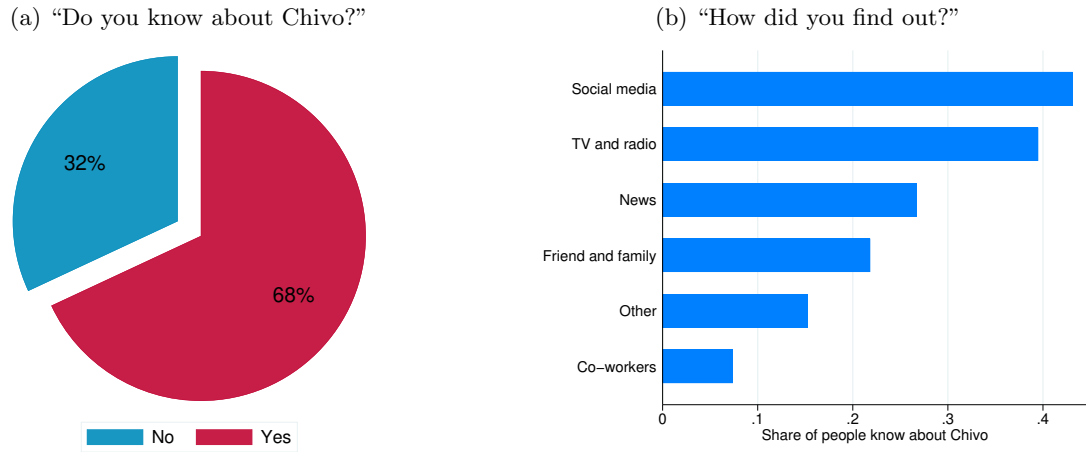 (a) “Do you know about Chivo?”
32%
68%
No Yes
(b) “How did you find out?”
Social media
TV and radio
News
Friend and family
Other
Co−workers
0 .1 .2 .3 .4
Share of people know about Chivo